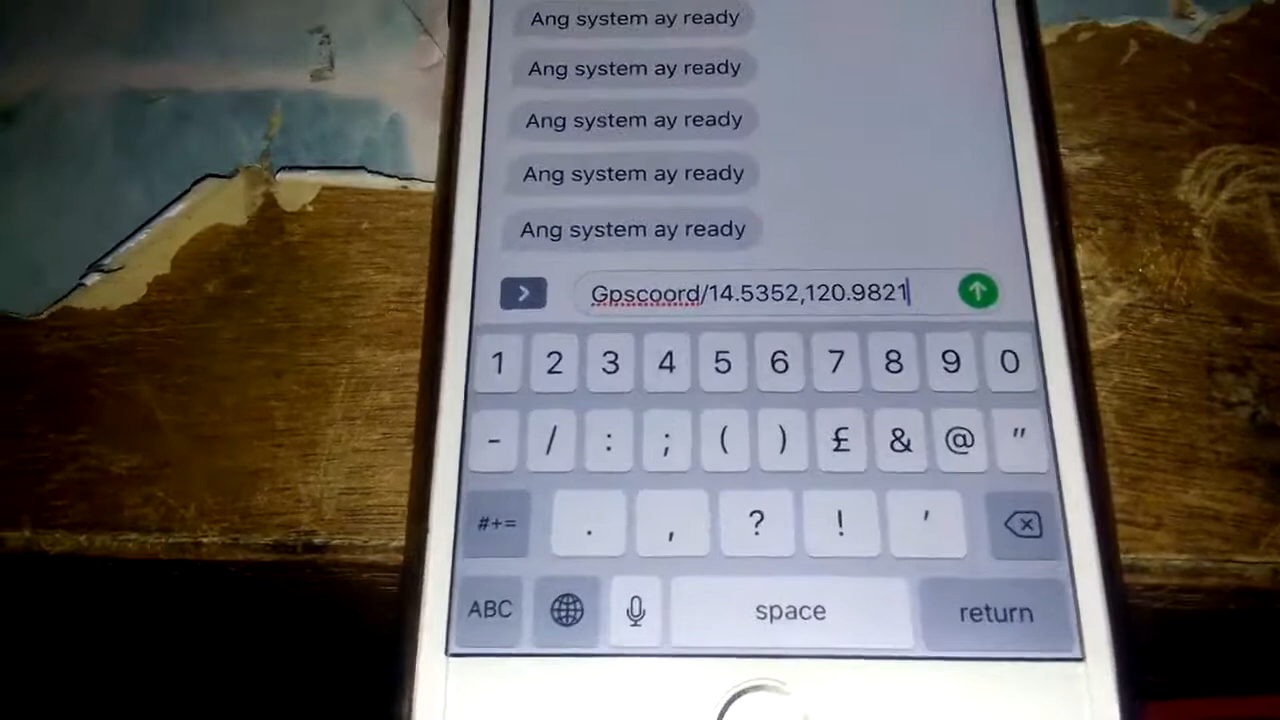 Ang system ay ready
Ang system ay ready
Ang system ay ready
Ang system ay ready
Ang system ay ready
Gpscoord/14.5352,120.9821
1 2 3 4 5 6 7 8 9 0
- / : ; ( ) £ & @ "
#+= . , ? ! '
ABC space return